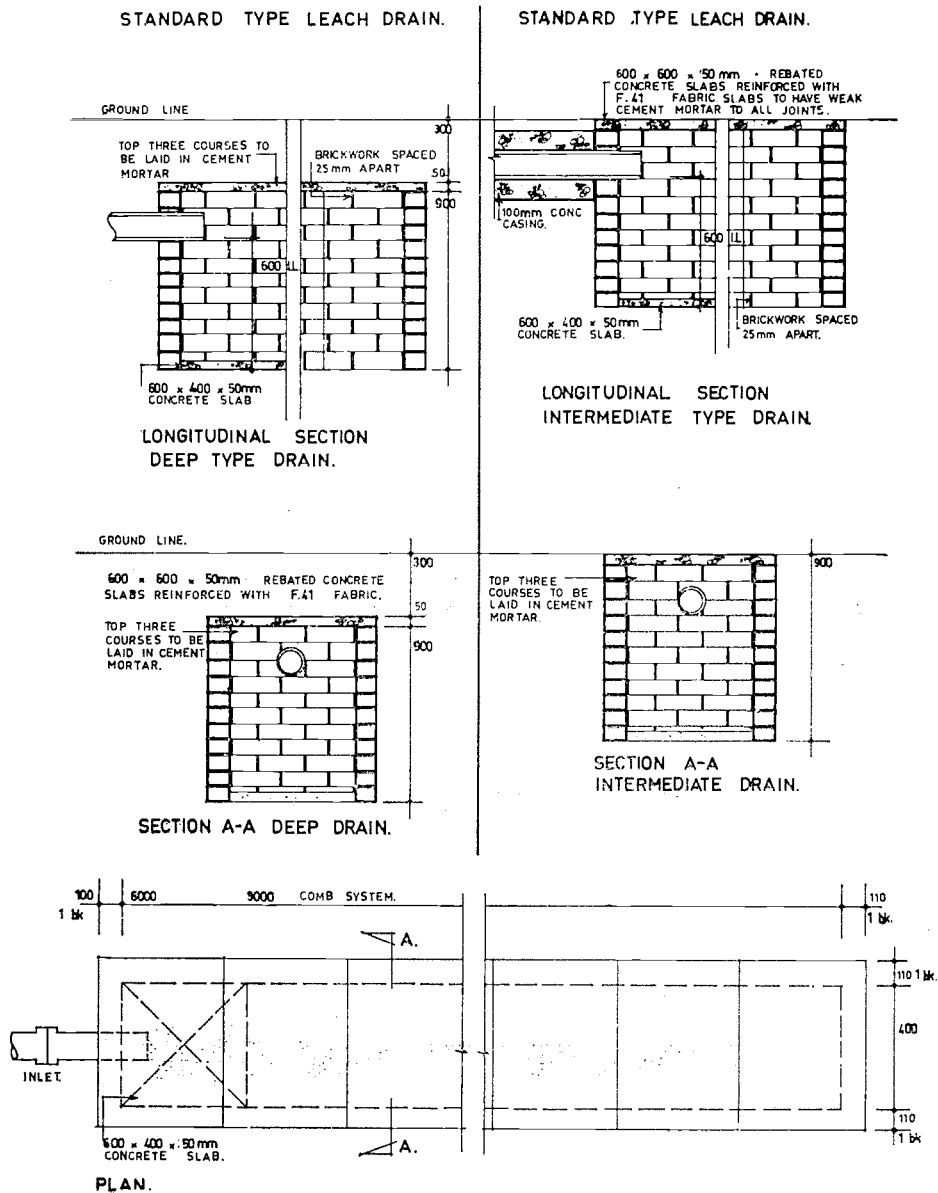 STANDARD TYPE LEACH DRAIN.
GROUND LINE
TOP THREE COURSES TO
BE LAID IN CEMENT
MORTAR
BRICKWORK SPACED
25mm APART
300
50
900
600 I.L
600 x 400 x 50mm
CONCRETE SLAB
LONGITUDINAL SECTION
DEEP TYPE DRAIN.
STANDARD TYPE LEACH DRAIN.
600 x 600 x 50mm · REBATED
CONCRETE SLABS REINFORCED WITH
F.41 FABRIC SLABS TO HAVE WEAK
CEMENT MORTAR TO ALL JOINTS.
100mm CONC
CASING.
600 I.L
600 x 400 x 50mm
CONCRETE SLAB.
BRICKWORK SPACED
25mm APART.
LONGITUDINAL SECTION
INTERMEDIATE TYPE DRAIN.
GROUND LINE.
600 x 600 x 50mm REBATED CONCRETE
SLABS REINFORCED WITH F.41 FABRIC.
TOP THREE
COURSES TO BE
LAID IN CEMENT
MORTAR.
300
50
900
SECTION A-A DEEP DRAIN.
TOP THREE
COURSES TO BE
LAID IN CEMENT
MORTAR.
900
SECTION A-A
INTERMEDIATE DRAIN.
100 6000 9000 COMB SYSTEM. 110
1 bk 1 bk.
A.
110 1 bk.
400
INLET.
110
1 bk
600 x 400 x 50mm
CONCRETE SLAB.
A.
PLAN.